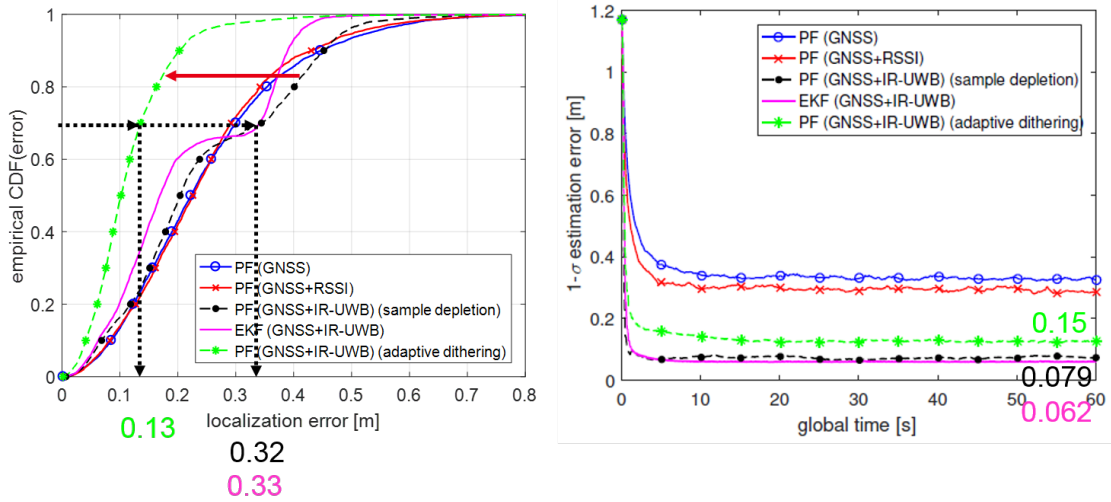 empirical CDF(error)
1
0.8
0.6
0.4
0.2
0
PF (GNSS)
PF (GNSS+RSSI)
PF (GNSS+IR-UWB) (sample depletion)
EKF (GNSS+IR-UWB)
PF (GNSS+IR-UWB) (adaptive dithering)
0 0.1 0.2 0.3 0.4 0.5 0.6 0.7 0.8
localization error [m]
0.13
0.32
0.33
1-σ estimation error [m]
1.2
1
0.8
0.6
0.4
0.2
0
PF (GNSS)
PF (GNSS+RSSI)
PF (GNSS+IR-UWB) (sample depletion)
EKF (GNSS+IR-UWB)
PF (GNSS+IR-UWB) (adaptive dithering)
0.15
0.079
0.062
0 10 20 30 40 50 60
global time [s]